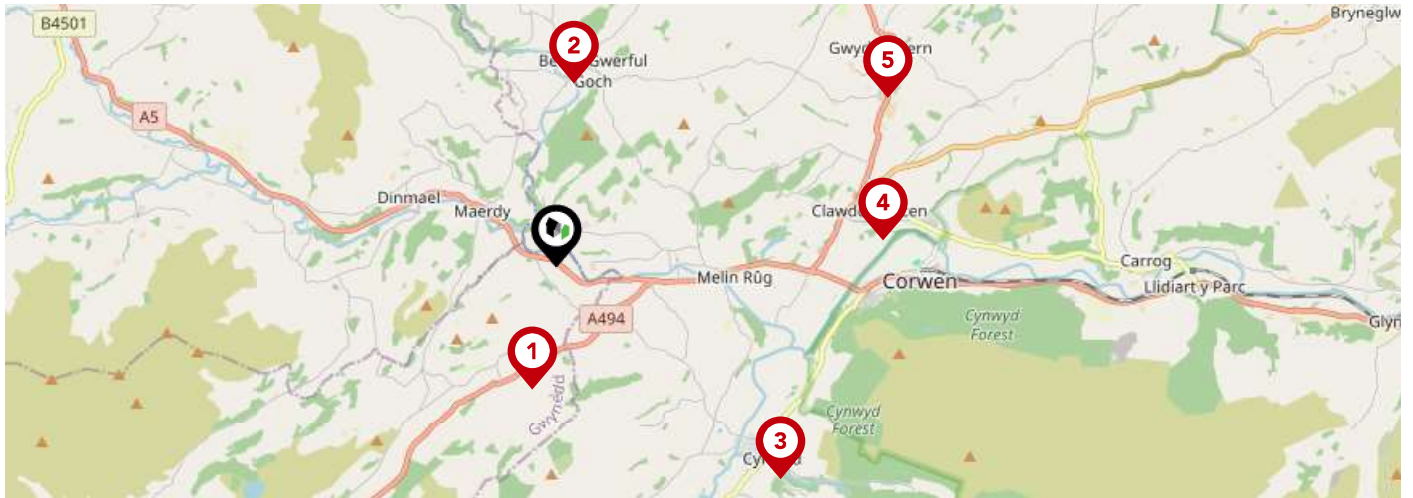 B4501
Bryneglw
2
5
A5
Goch
Dinmael
Maerdy
4
Carrog
Melin Rûg
Corwen
Llidiart y Parc
A494
Cynwyd
Forest
Glyn
1
Gwynedd
Cynwyd
Forest
3